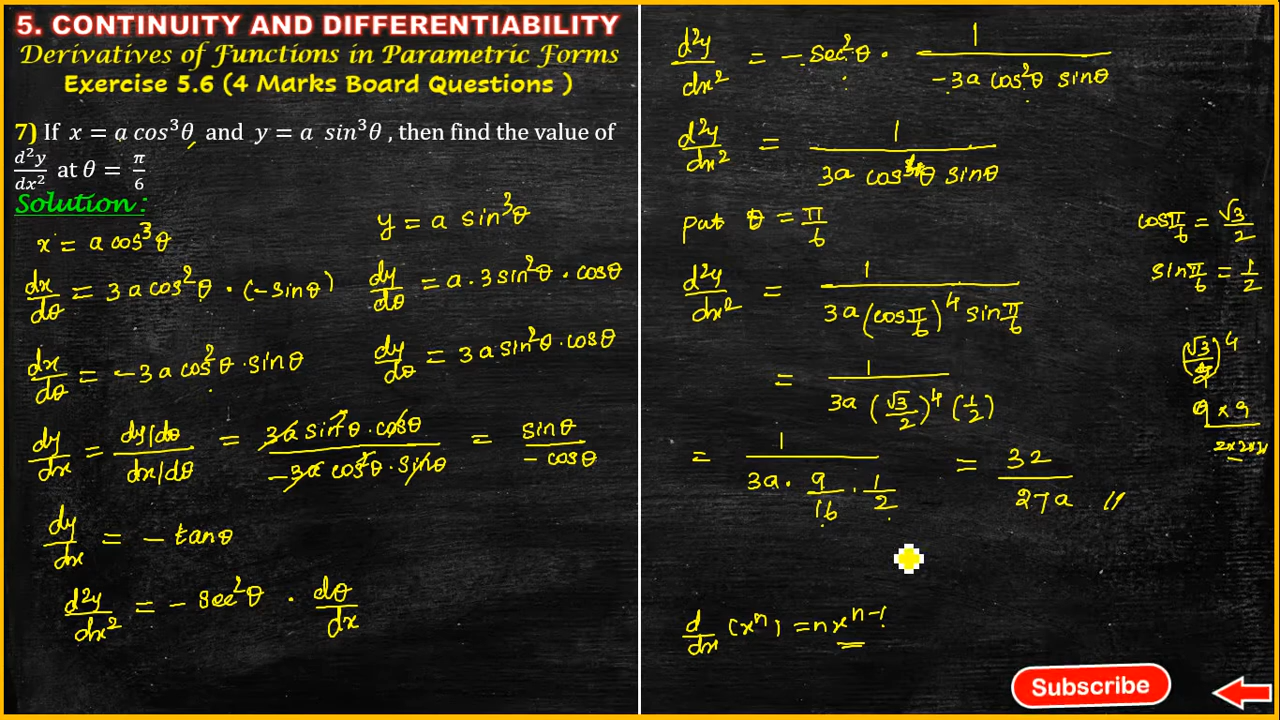 5. CONTINUITY AND DIFFERENTIABILITY
Derivatives of Functions in Parametric Forms
Exercise 5.6 (4 Marks Board Questions )
7) If x = a cos³θ and y = a sin³θ , then find the value of
d²y/dx² at θ = π/6
Solution :
x = a cos³θ
dx/dθ = 3a cos²θ · (-sinθ)
dx/dθ = -3a cos²θ · sinθ
y = a sin³θ
dy/dθ = a · 3 sin²θ · cosθ
dy/dθ = 3a sin²θ · cosθ
dy/dx = dy/dθ / dx/dθ = 3a sin²θ · cosθ / -3a cos²θ · sinθ = sinθ / -cosθ
dy/dx = - tanθ
d²y/dx² = - sec²θ · dθ/dx
d²y/dx² = - sec²θ · 1 / -3a cos²θ sinθ
d²y/dx² = 1 / 3a cos⁴θ sinθ
put θ = π/6
cos π/6 = √3/2
sin π/6 = 1/2
d²y/dx² = 1 / 3a (cos π/6)⁴ sin π/6
= 1 / 3a (√3/2)⁴ (1/2)
(√3/2)⁴
= 1 / 3a · 9/16 · 1/2 = 32 / 27a //
d/dx (xⁿ) = nxⁿ⁻¹
Subscribe